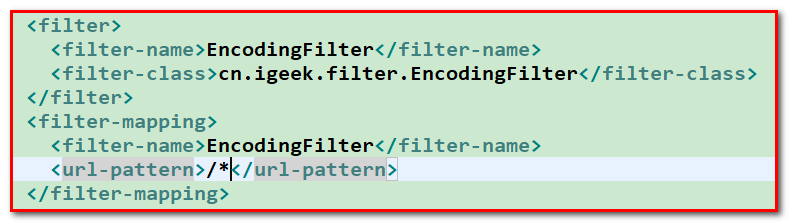 <filter>
<filter-name>EncodingFilter</filter-name>
<filter-class>cn.igeek.filter.EncodingFilter</filter-class>
</filter>
<filter-mapping>
<filter-name>EncodingFilter</filter-name>
<url-pattern>/*</url-pattern>
</filter-mapping>